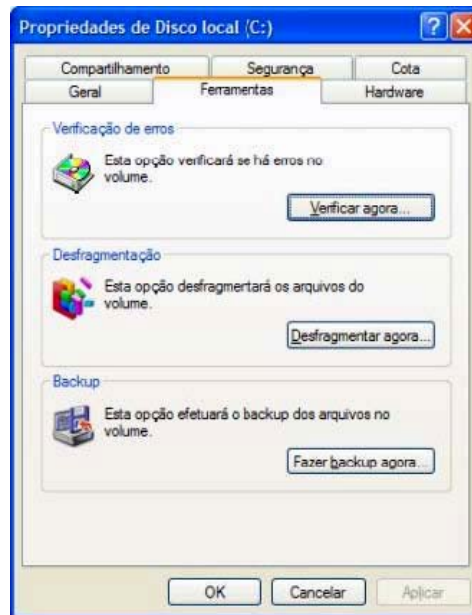 Propriedades de Disco local (C:)
Compartilhamento Segurança Cota
Geral Ferramentas Hardware
Verificação de erros
Esta opção verificará se há erros no
volume.
Verificar agora...
Desfragmentação
Esta opção desfragmentará os arquivos do
volume.
Desfragmentar agora...
Backup
Esta opção efetuará o backup dos arquivos no
volume.
Fazer backup agora...
OK Cancelar Aplicar